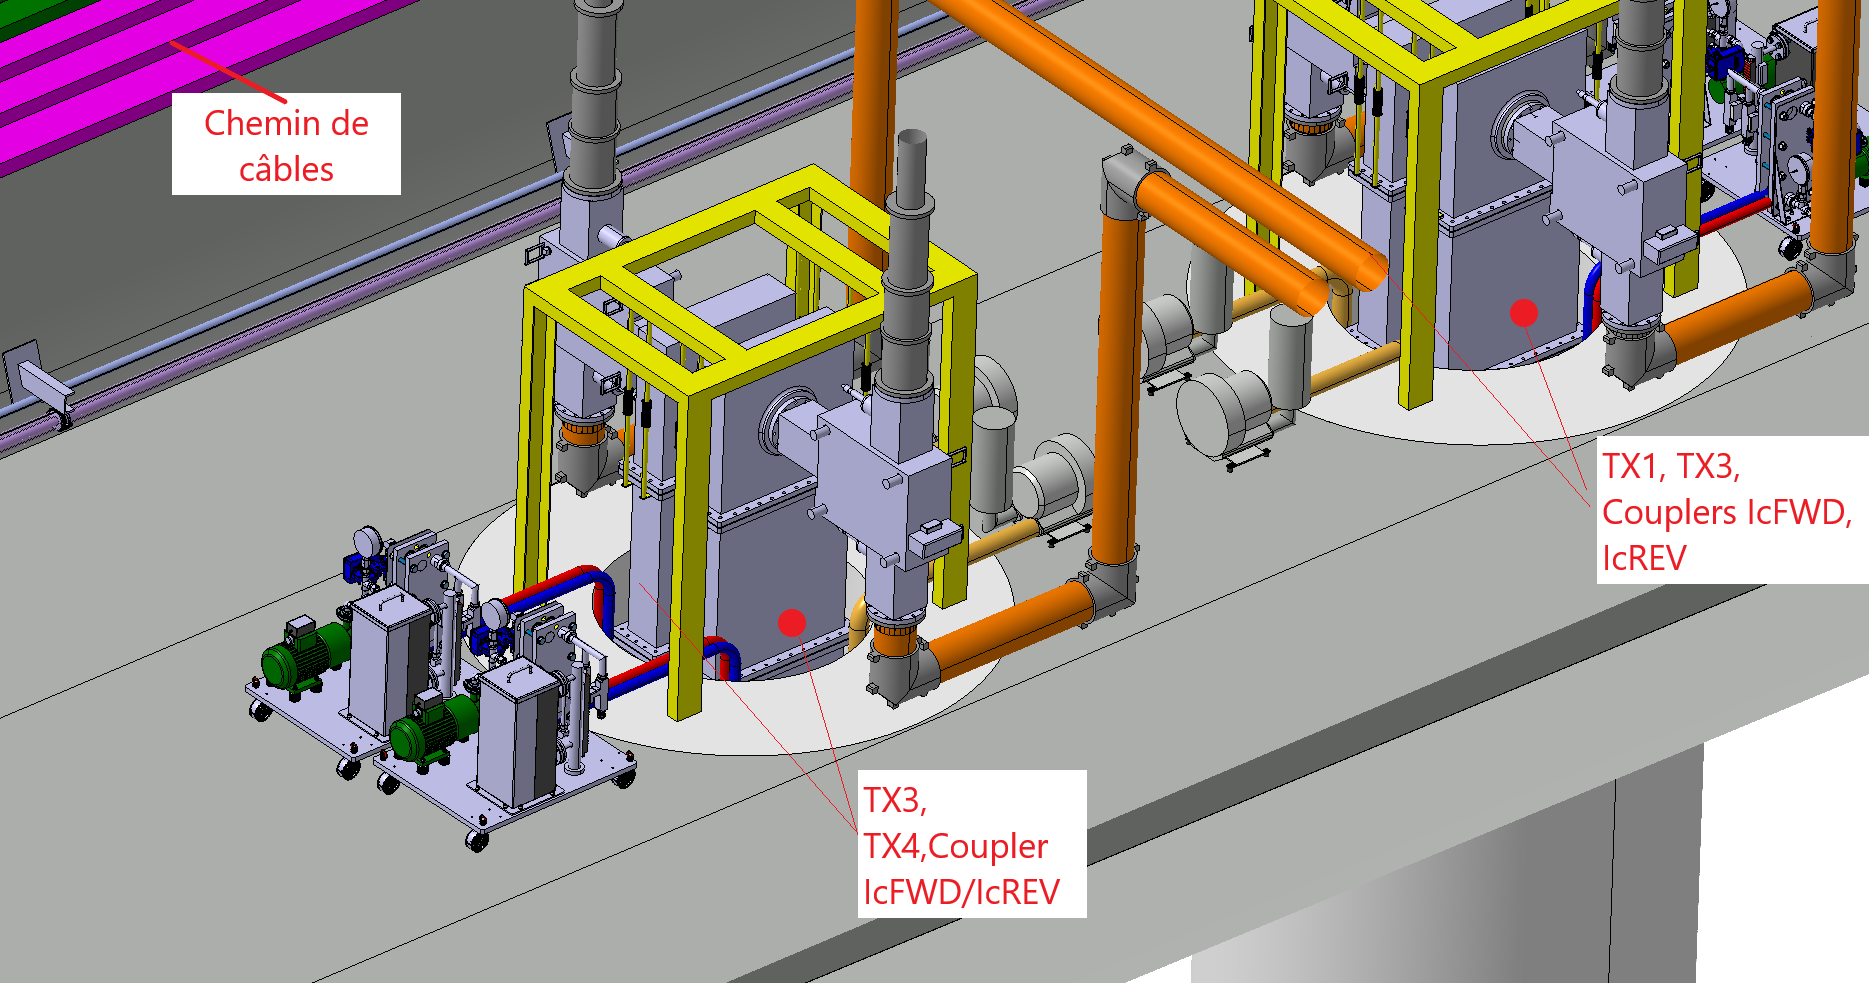 Chemin de
câbles
TX1, TX3,
Couplers IcFWD,
IcREV
TX3,
TX4,Coupler
IcFWD/IcREV